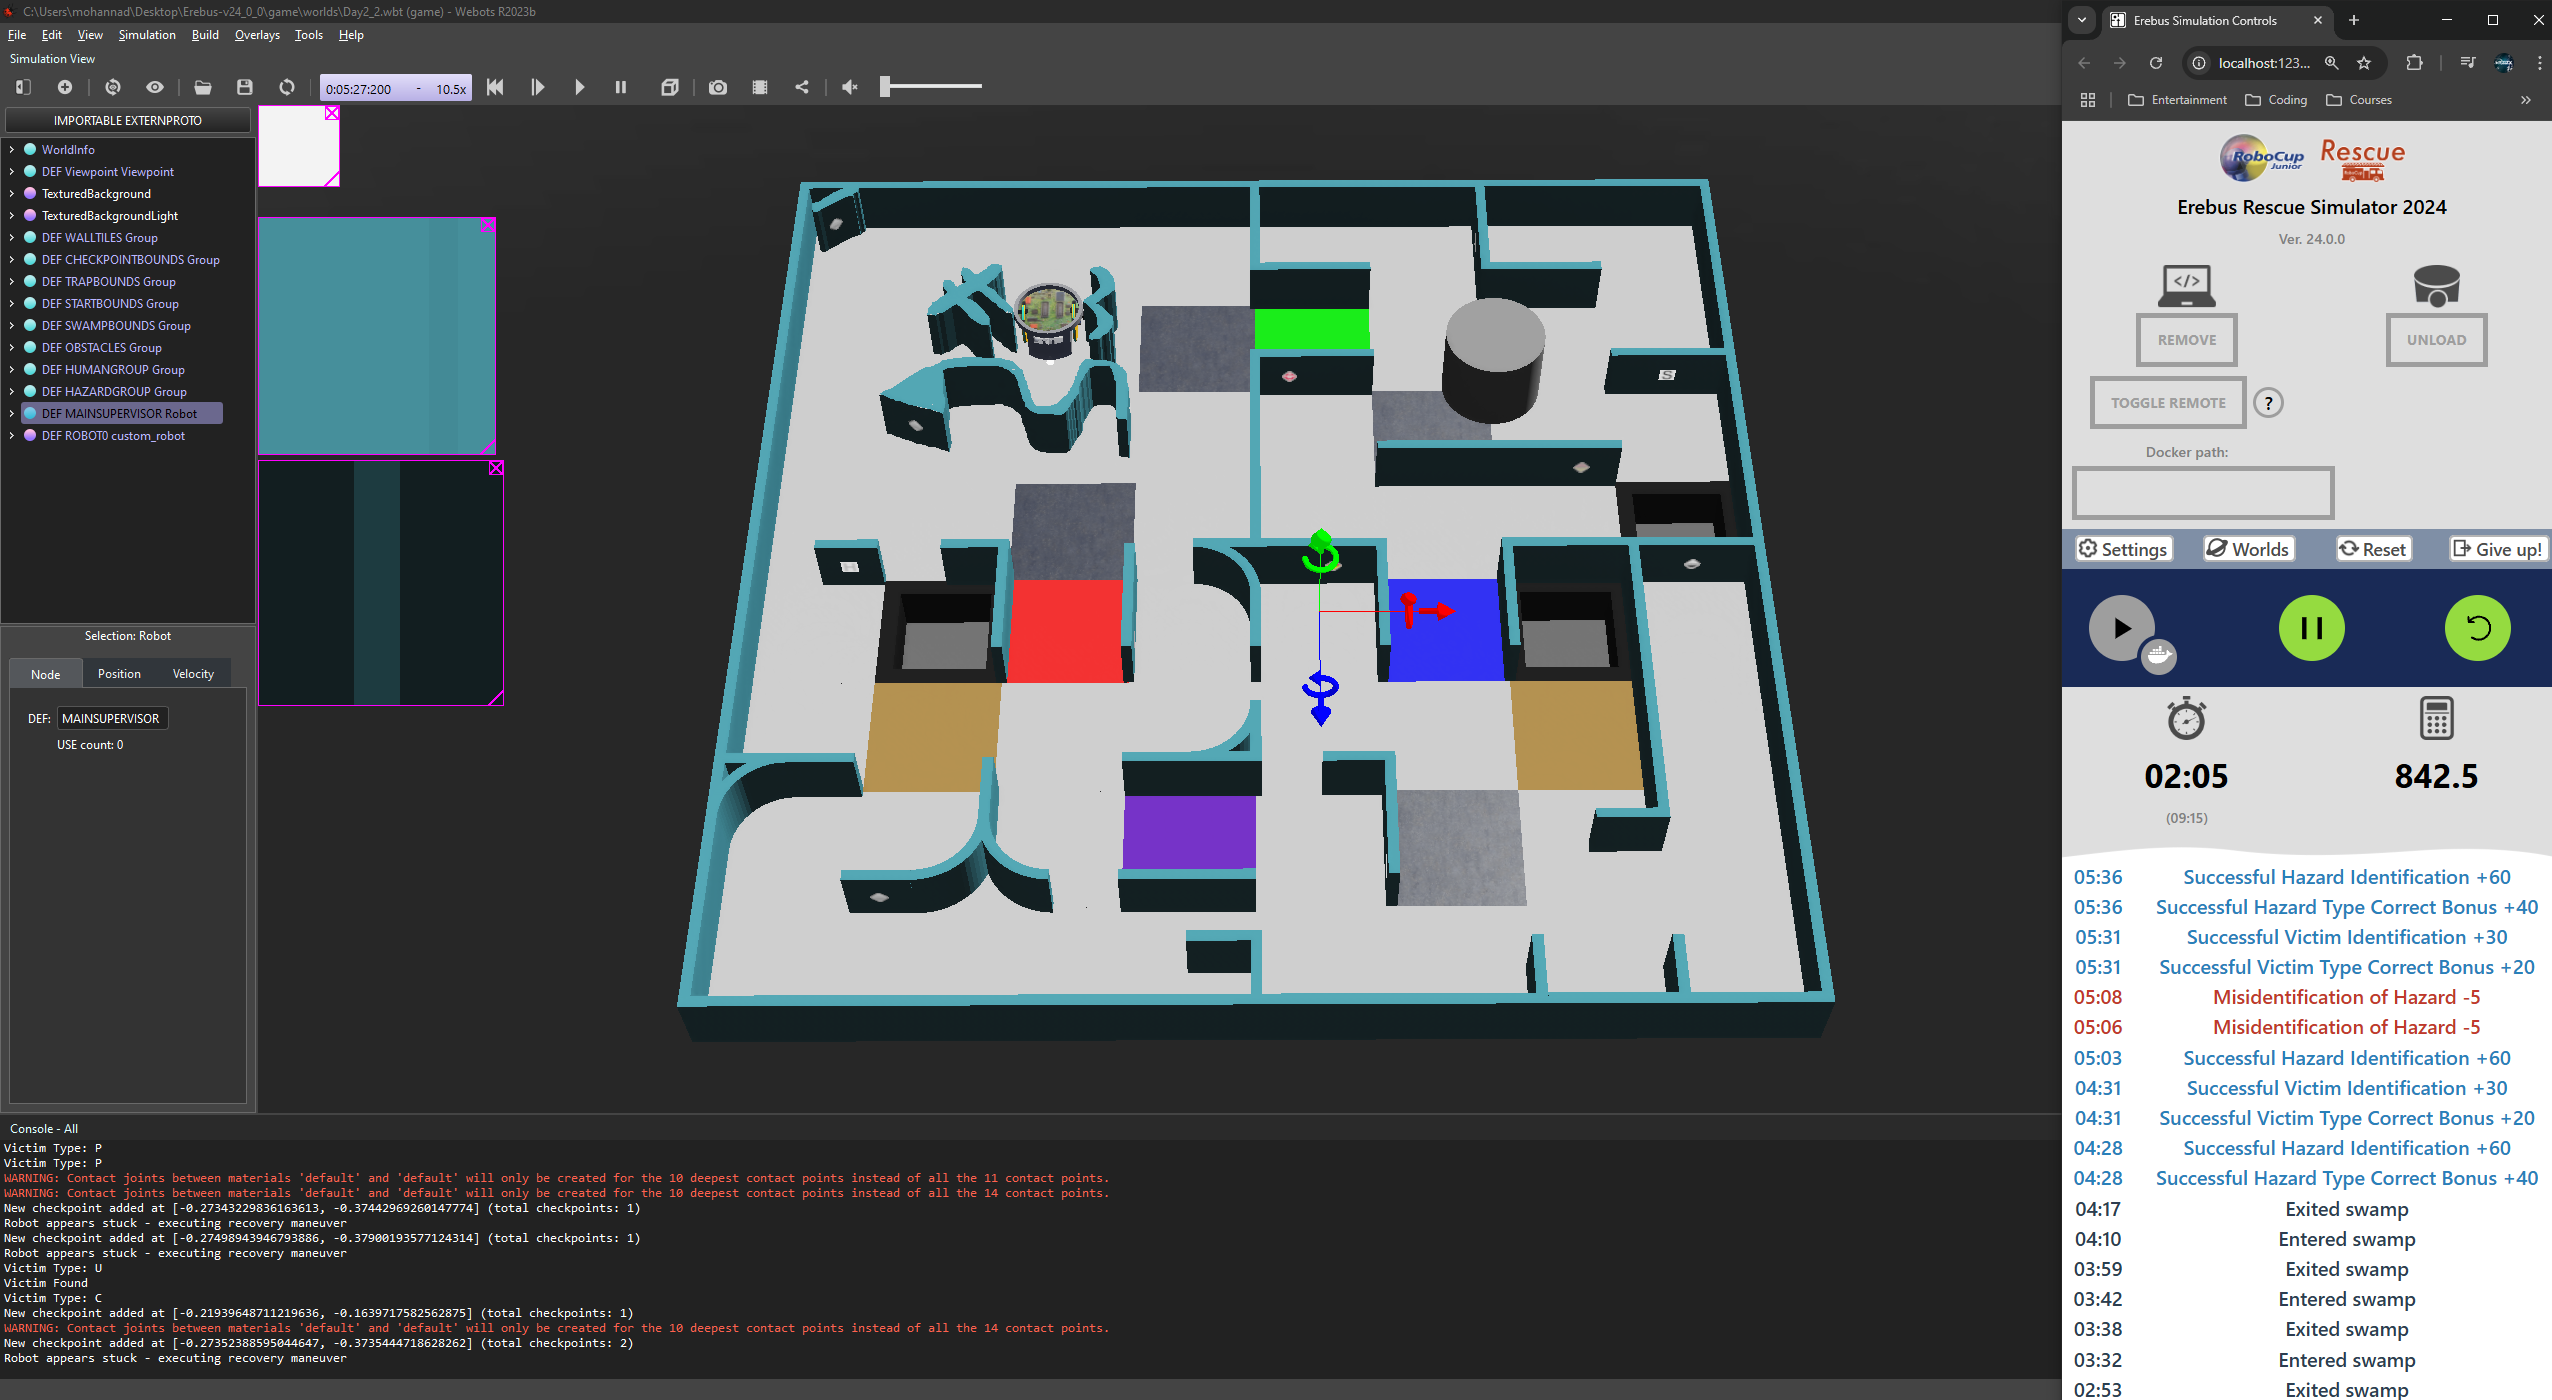 C:\Users\mohannad\Desktop\Erebus-v24_0_0\game\worlds\Day2_2.wbt (game) - Webots R2023b
File Edit View Simulation Build Overlays Tools Help
Simulation View
0:05:27:200 - 10.5x
IMPORTABLE EXTERNPROTO
WorldInfo
DEF Viewpoint Viewpoint
TexturedBackground
TexturedBackgroundLight
DEF WALLTILES Group
DEF CHECKPOINTBOUNDS Group
DEF TRAPBOUNDS Group
DEF STARTBOUNDS Group
DEF SWAMPBOUNDS Group
DEF OBSTACLES Group
DEF HUMANGROUP Group
DEF HAZARDGROUP Group
DEF MAINSUPERVISOR Robot
DEF ROBOT0 custom_robot
Selection: Robot
Node Position Velocity
DEF: MAINSUPERVISOR
USE count: 0
S
Console - All
Victim Type: P
Victim Type: P
WARNING: Contact joints between materials 'default' and 'default' will only be created for the 10 deepest contact points instead of all the 11 contact points.
WARNING: Contact joints between materials 'default' and 'default' will only be created for the 10 deepest contact points instead of all the 14 contact points.
New checkpoint added at [-0.27343229836163613, -0.37442969260147774] (total checkpoints: 1)
Robot appears stuck - executing recovery maneuver
New checkpoint added at [-0.27498943946793886, -0.37900193577124314] (total checkpoints: 1)
Robot appears stuck - executing recovery maneuver
Victim Type: U
Victim Found
Victim Type: C
New checkpoint added at [-0.21939648711219636, -0.1639717582562875] (total checkpoints: 1)
WARNING: Contact joints between materials 'default' and 'default' will only be created for the 10 deepest contact points instead of all the 14 contact points.
New checkpoint added at [-0.27352388595044647, -0.3735444718628262] (total checkpoints: 2)
Robot appears stuck - executing recovery maneuver
Erebus Simulation Controls
localhost:123...
Entertainment Coding Courses
RoboCup Junior Rescue
Erebus Rescue Simulator 2024
Ver. 24.0.0
REMOVE UNLOAD
TOGGLE REMOTE ?
Docker path:
Settings Worlds Reset Give up!
02:05 842.5
(09:15)
05:36 Successful Hazard Identification +60
05:36 Successful Hazard Type Correct Bonus +40
05:31 Successful Victim Identification +30
05:31 Successful Victim Type Correct Bonus +20
05:08 Misidentification of Hazard -5
05:06 Misidentification of Hazard -5
05:03 Successful Hazard Identification +60
04:31 Successful Victim Identification +30
04:31 Successful Victim Type Correct Bonus +20
04:28 Successful Hazard Identification +60
04:28 Successful Hazard Type Correct Bonus +40
04:17 Exited swamp
04:10 Entered swamp
03:59 Exited swamp
03:42 Entered swamp
03:38 Exited swamp
03:32 Entered swamp
02:53 Exited swamp